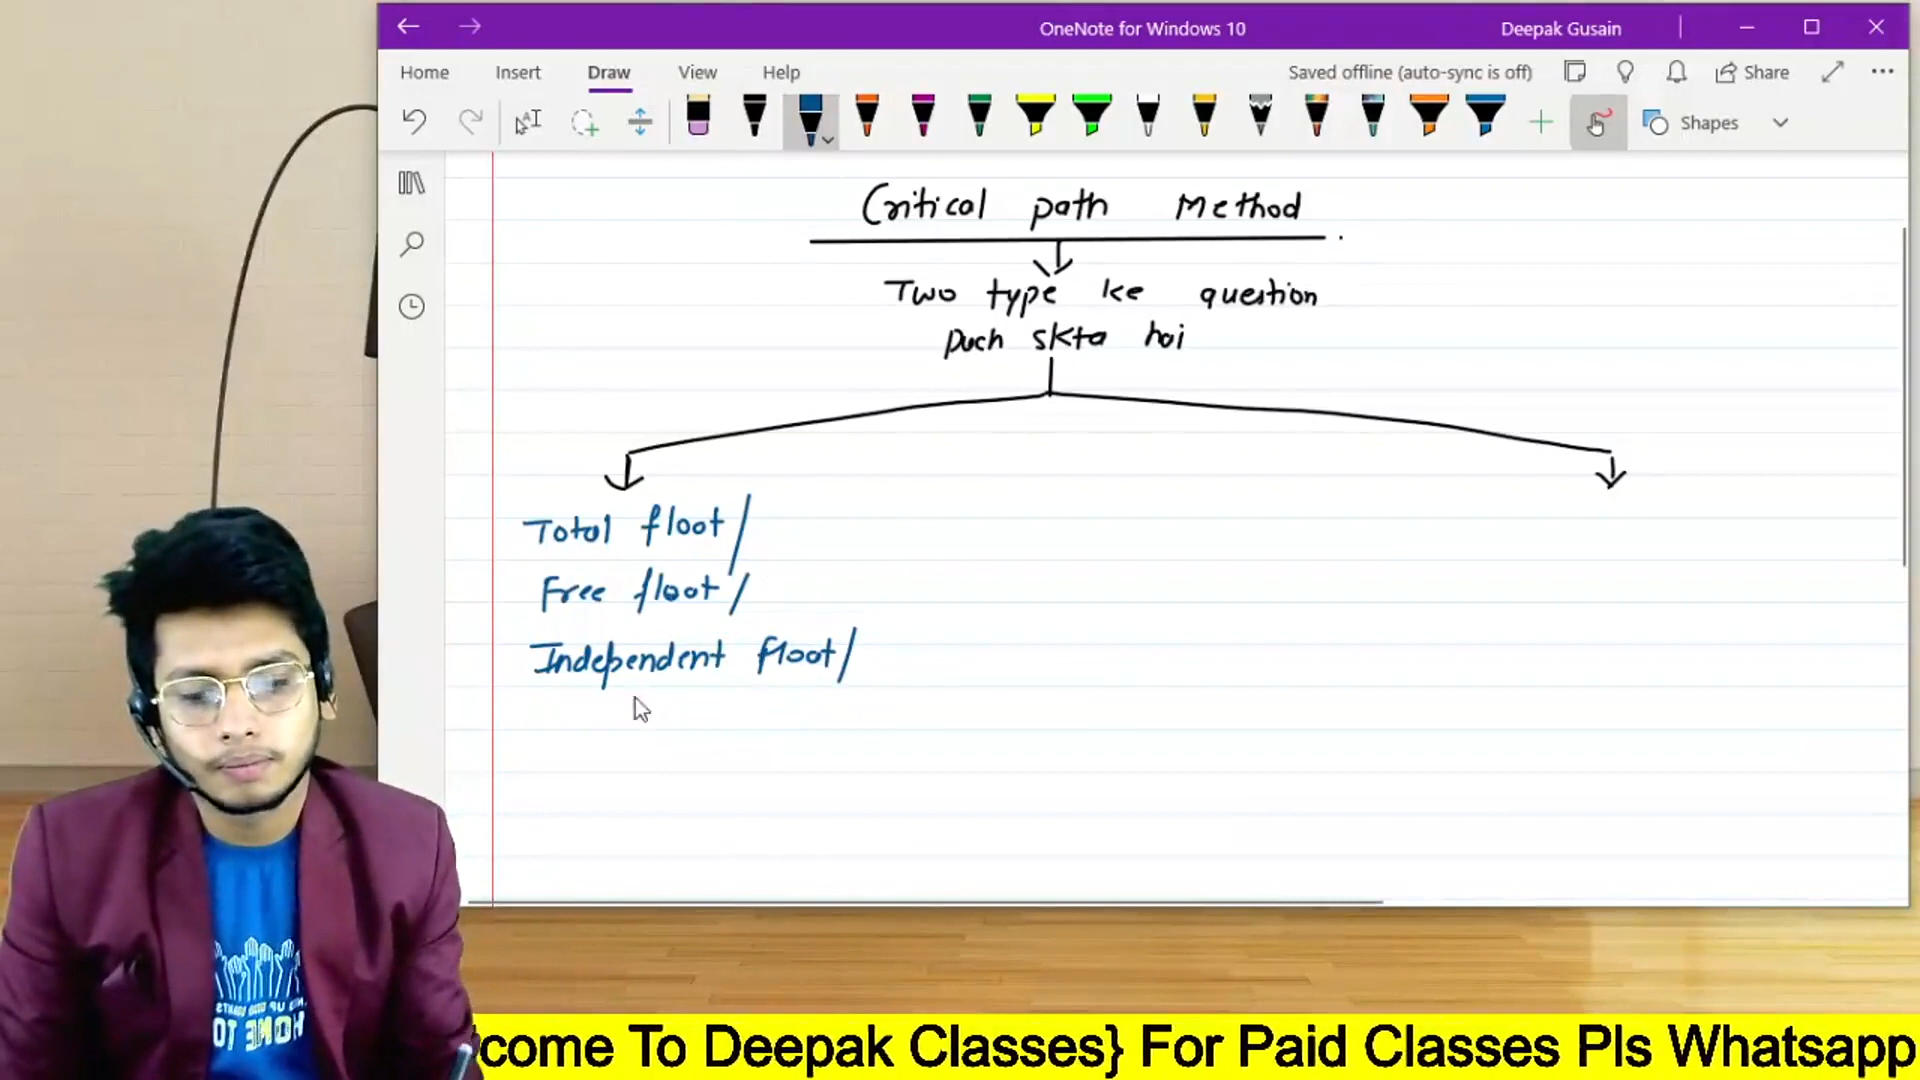 OneNote for Windows 10
Deepak Gusain
Home Insert Draw View Help
Saved offline (auto-sync is off)
Share
Shapes
Critical path Method
Two type ke question
puch skta hai
Total float/
Free float/
Independent float/
HOME TO
come To Deepak Classes} For Paid Classes Pls Whatsapp